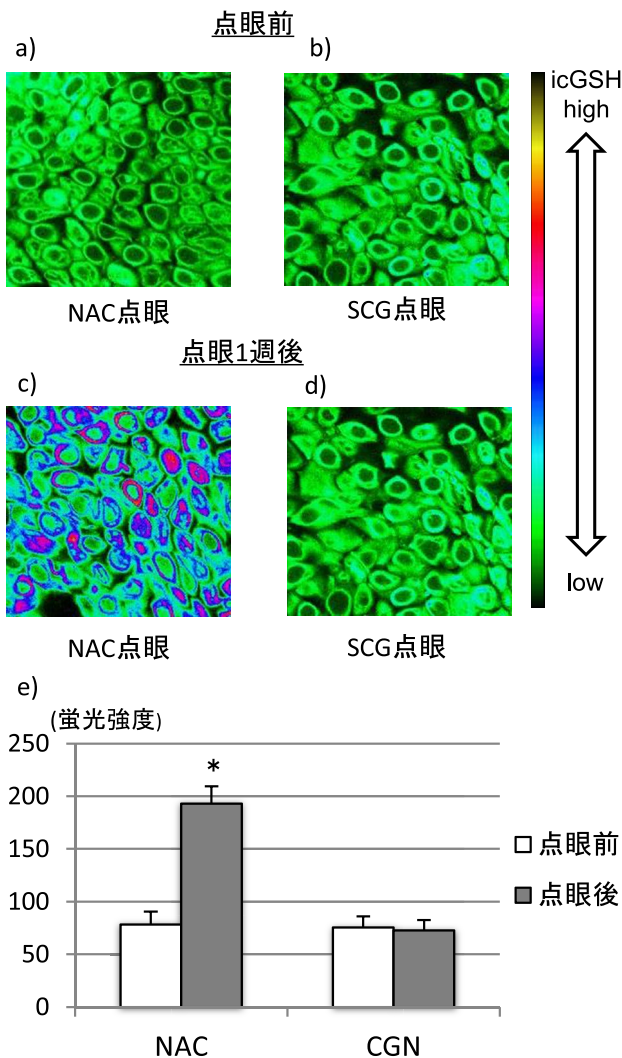 点眼前
a)
b)
icGSH
high
NAC点眼
SCG点眼
点眼1週後
c)
d)
low
NAC点眼
SCG点眼
e)
(蛍光強度)
250
200
150
100
50
0
*
点眼前
点眼後
NAC
CGN